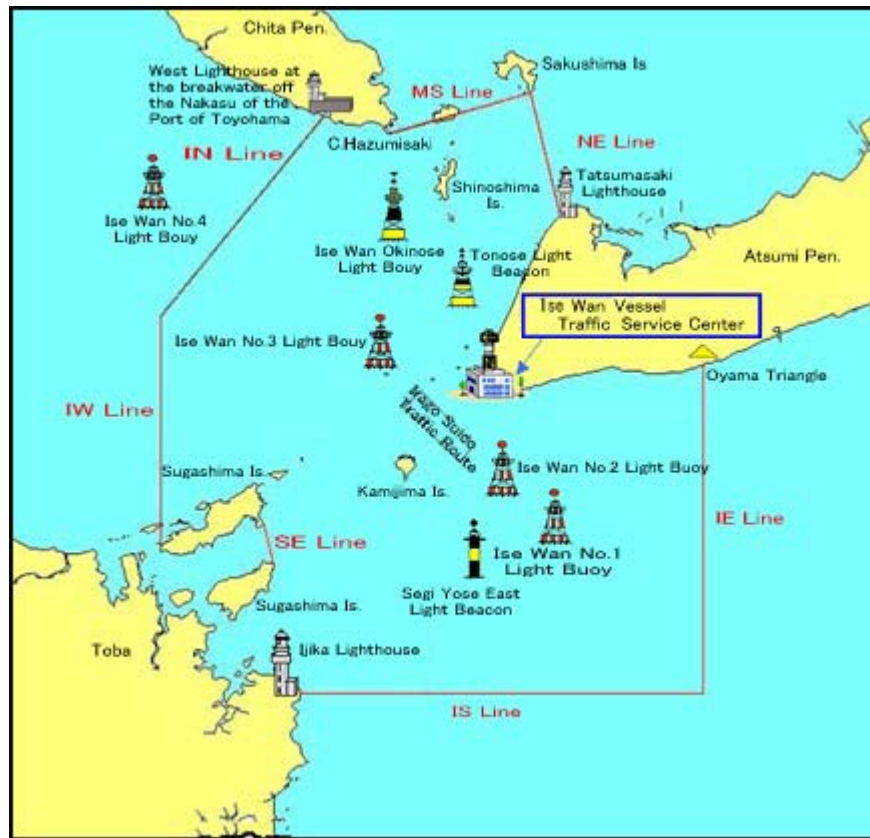 Chita Pen.
West Lighthouse at
the breakwater off
the Nakasu of the
Port of Toyohama
MS Line
Sakushima Is
C.Hazumisaki
IN Line
NE Line
Tatsumasaki
Lighthouse
Shinoshima
Is.
Ise Wan No.4
Light Bouy
Ise Wan Okinose
Light Bouy
Tonose Light
Beacon
Atsumi Pen.
Ise Wan Vessel
Traffic Service Center
Ise Wan No.3 Light Bouy
Oyama Triangle
IW Line
Irago Suido
Traffic Route
Sugashima Is.
Kamijima Is.
Ise Wan No.2 Light Buoy
SE Line
IE Line
Ise Wan No.1
Light Buoy
Segi Yose East
Light Beacon
Sugashima Is.
Toba
Ijika Lighthouse
IS Line